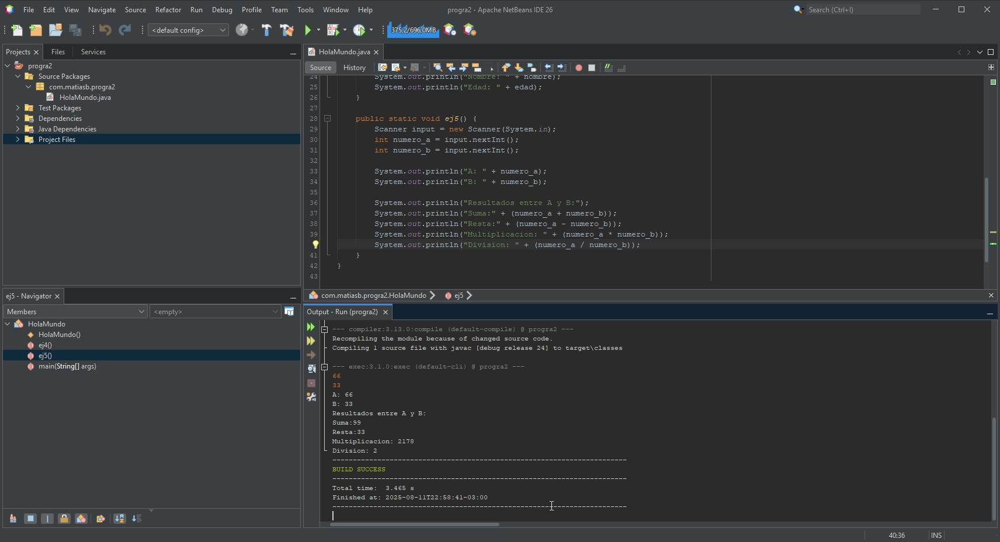 File Edit View Navigate Source Refactor Run Debug Profile Team Tools Window Help progra2 - Apache NetBeans IDE 26 Search (Ctrl+I)
<default config> 375,2/696,0MB
Projects Files Services
progra2
Source Packages
com.matiasb.progra2
HolaMundo.java
Test Packages
Dependencies
Java Dependencies
Project Files
ej5 - Navigator
Members <empty>
HolaMundo
HolaMundo()
ej4()
ej5()
main(String[] args)
HolaMundo.java
Source History
24 System.out.println("Nombre: " + nombre);
25 System.out.println("Edad: " + edad);
26 }
27
28 public static void ej5() {
29 Scanner input = new Scanner(System.in);
30 int numero_a = input.nextInt();
31 int numero_b = input.nextInt();
32
33 System.out.println("A: " + numero_a);
34 System.out.println("B: " + numero_b);
35
36 System.out.println("Resultados entre A y B:");
37 System.out.println("Suma:" + (numero_a + numero_b));
38 System.out.println("Resta:" + (numero_a - numero_b));
39 System.out.println("Multiplicacion: " + (numero_a * numero_b));
System.out.println("Division: " + (numero_a / numero_b));
41 }
42 }
43
com.matiasb.progra2.HolaMundo ej5
Output - Run (progra2)
--- compiler:3.13.0:compile (default-compile) @ progra2 ---
Recompiling the module because of changed source code.
Compiling 1 source file with javac [debug release 24] to target\classes
--- exec:3.1.0:exec (default-cli) @ progra2 ---
66
33
A: 66
B: 33
Resultados entre A y B:
Suma:99
Resta:33
Multiplicacion: 2178
Division: 2
------------------------------------------------------------------------
BUILD SUCCESS
------------------------------------------------------------------------
Total time:  3.465 s
Finished at: 2025-08-11T22:58:41-03:00
------------------------------------------------------------------------
40:36 INS